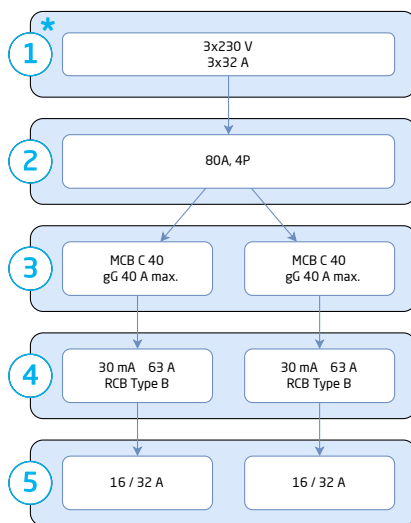 1 *
3x230 V
3x32 A
2
80A, 4P
3
MCB C 40
gG 40 A max.
MCB C 40
gG 40 A max.
4
30 mA 63 A
RCB Type B
30 mA 63 A
RCB Type B
5
16 / 32 A
16 / 32 A